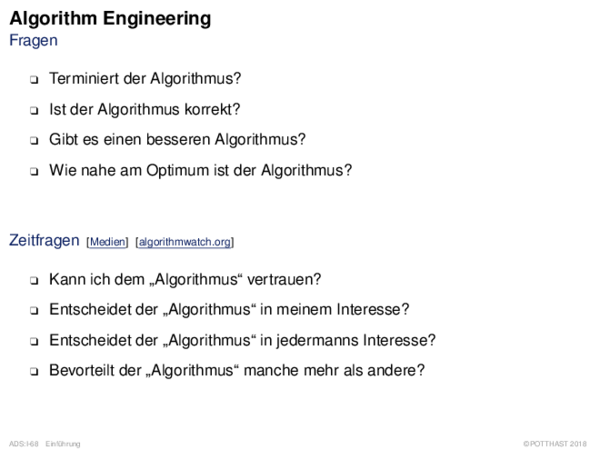 Algorithm Engineering
Fragen
❑ Terminiert der Algorithmus?
❑ Ist der Algorithmus korrekt?
❑ Gibt es einen besseren Algorithmus?
❑ Wie nahe am Optimum ist der Algorithmus?
Zeitfragen [Medien] [algorithmwatch.org]
❑ Kann ich dem „Algorithmus“ vertrauen?
❑ Entscheidet der „Algorithmus“ in meinem Interesse?
❑ Entscheidet der „Algorithmus“ in jedermanns Interesse?
❑ Bevorteilt der „Algorithmus“ manche mehr als andere?
ADS:I-68 Einführung ©POTTHAST 2018